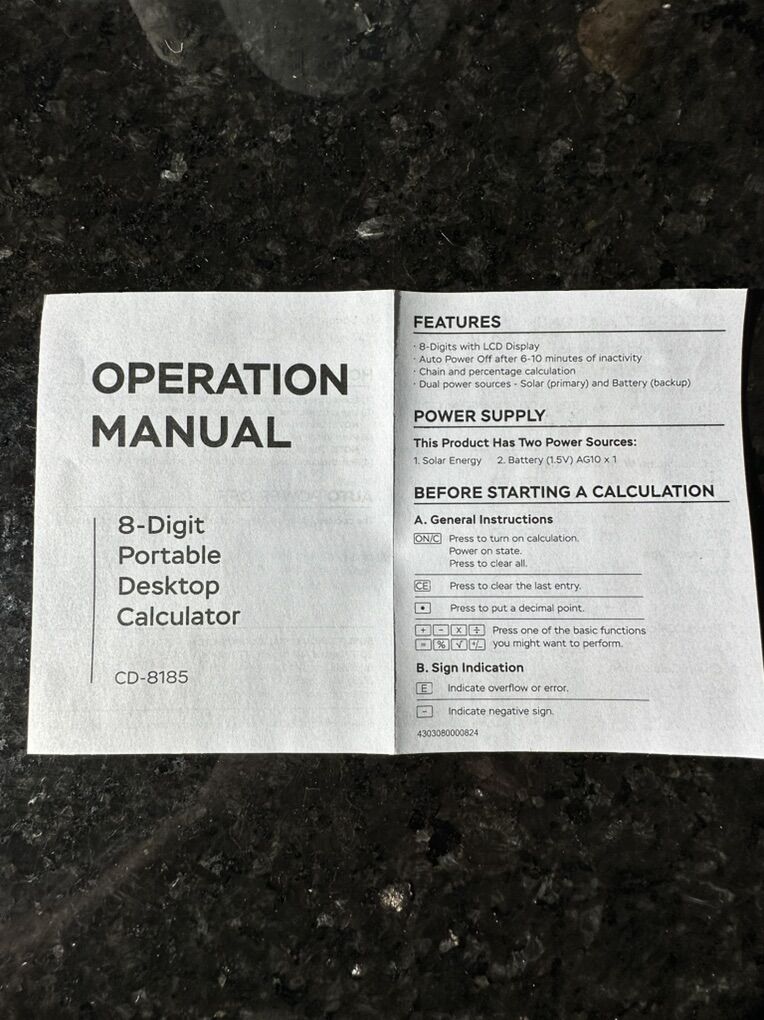 OPERATION
MANUAL
8-Digit
Portable
Desktop
Calculator
CD-8185
FEATURES
· 8-Digits with LCD Display
· Auto Power Off after 6-10 minutes of inactivity
· Chain and percentage calculation
· Dual power sources - Solar (primary) and Battery (backup)
POWER SUPPLY
This Product Has Two Power Sources:
1. Solar Energy 2. Battery (1.5V) AG10 x 1
BEFORE STARTING A CALCULATION
A. General Instructions
ON/C Press to turn on calculation.
Power on state.
Press to clear all.
CE Press to clear the last entry.
• Press to put a decimal point.
+ - x ÷ Press one of the basic functions
= % √ +/- you might want to perform.
B. Sign Indication
E Indicate overflow or error.
- Indicate negative sign.
4303080000824